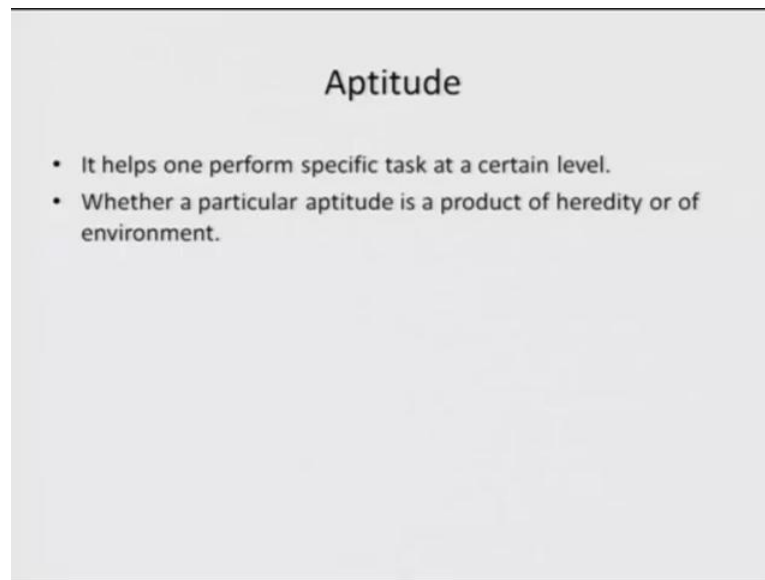 Aptitude
• It helps one perform specific task at a certain level.
• Whether a particular aptitude is a product of heredity or of
environment.